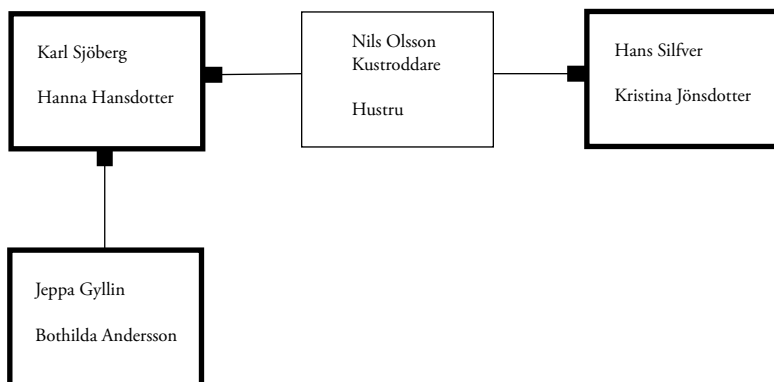 Karl Sjöberg
Hanna Hansdotter
Nils Olsson
Kustroddare
Hustru
Hans Silfver
Kristina Jönsdotter
Jeppa Gyllin
Bothilda Andersson